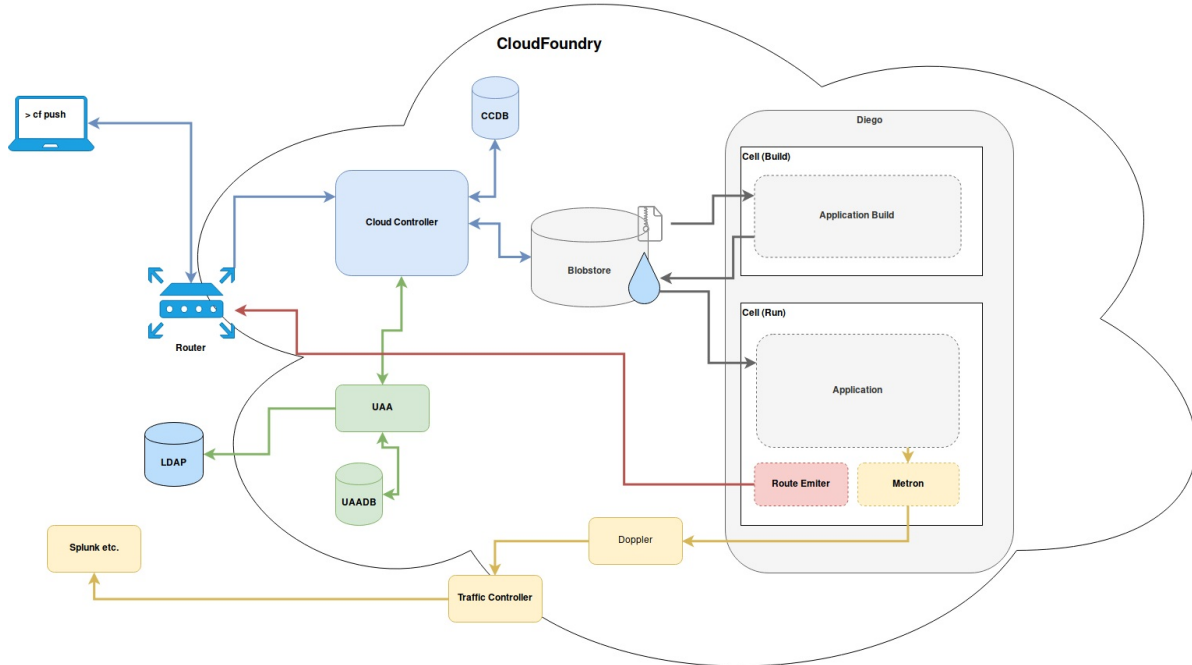 CloudFoundry
> cf push
CCDB
Diego
Cell (Build)
Application Build
Cloud Controller
Blobstore
Router
Cell (Run)
Application
UAA
LDAP
UAADB
Route Emiter
Metron
Splunk etc.
Doppler
Traffic Controller